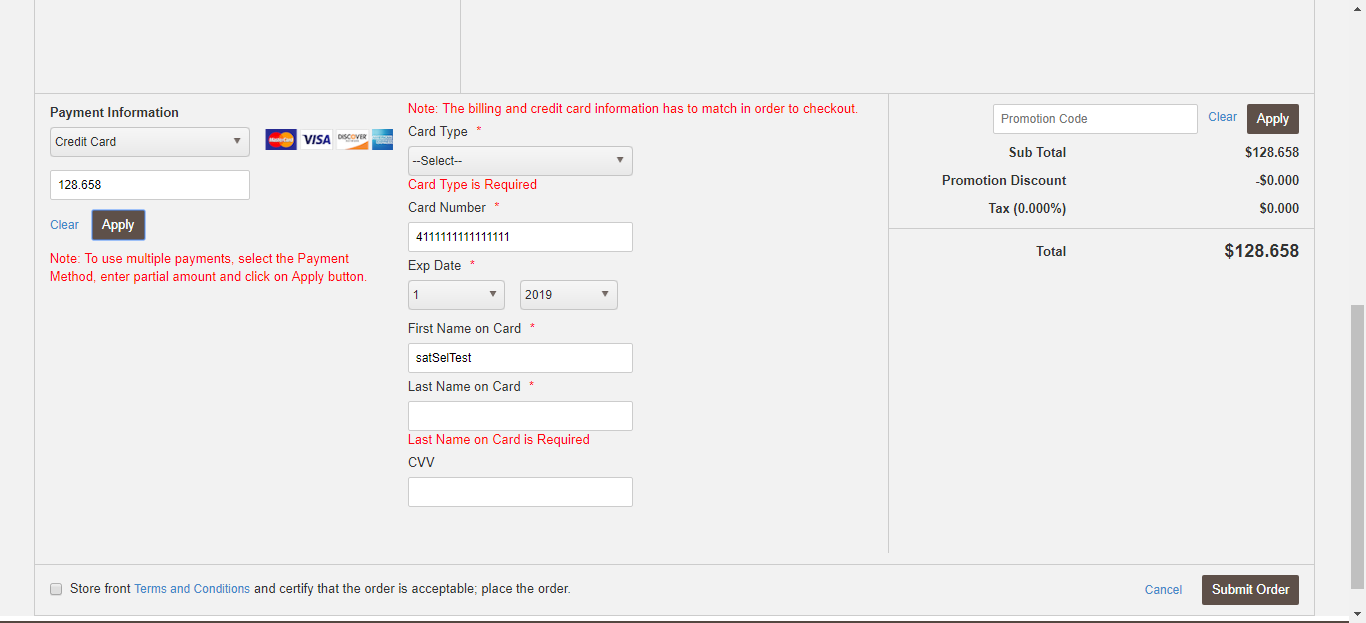 Payment Information
Credit Card
MasterCard VISA DISCOVER
128.658
Clear Apply
Note: To use multiple payments, select the Payment
Method, enter partial amount and click on Apply button.
Note: The billing and credit card information has to match in order to checkout.
Card Type *
--Select--
Card Type is Required
Card Number *
4111111111111111
Exp Date *
1 2019
First Name on Card *
satSelTest
Last Name on Card *
Last Name on Card is Required
CVV
Promotion Code Clear Apply
Sub Total $128.658
Promotion Discount -$0.000
Tax (0.000%) $0.000
Total $128.658
Store front Terms and Conditions and certify that the order is acceptable; place the order.
Cancel Submit Order